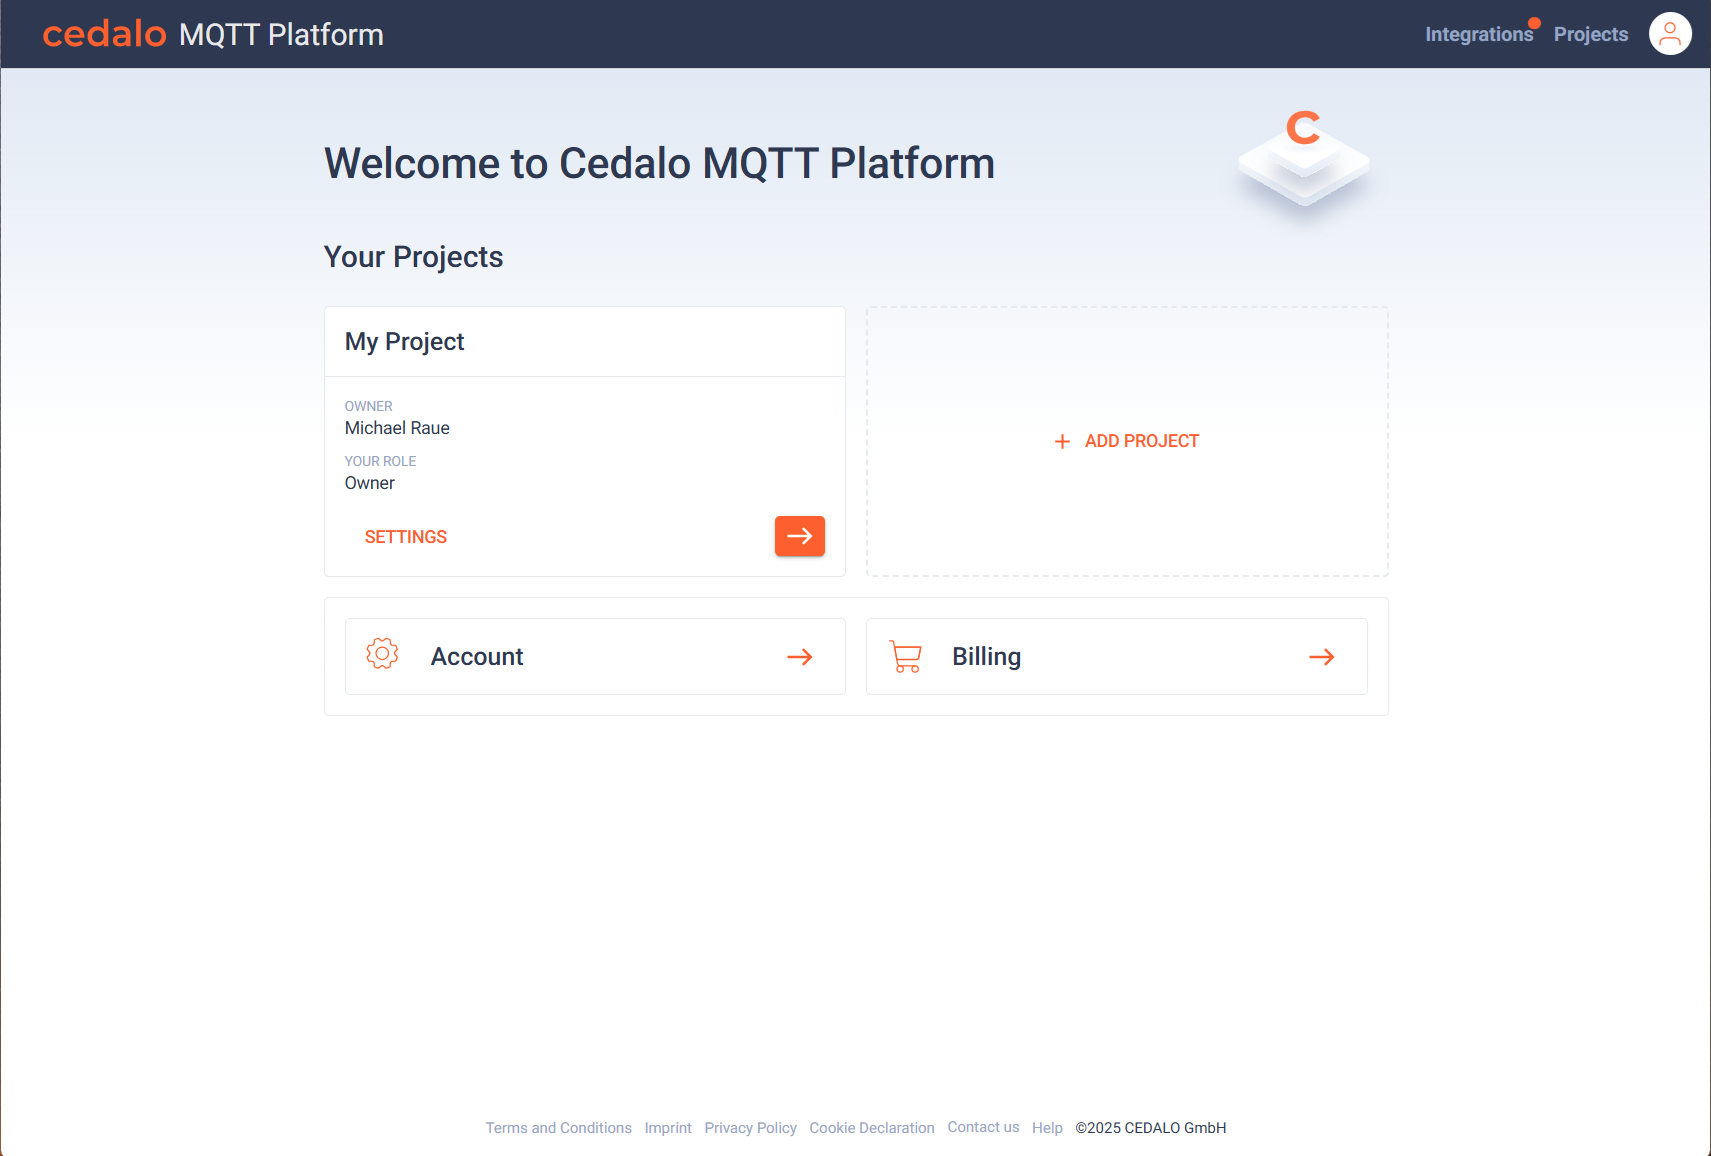 cedalo MQTT Platform
Integrations Projects
Welcome to Cedalo MQTT Platform
C
Your Projects
My Project
OWNER
Michael Raue
YOUR ROLE
Owner
SETTINGS
+ ADD PROJECT
Account
Billing
Terms and Conditions Imprint Privacy Policy Cookie Declaration Contact us Help ©2025 CEDALO GmbH